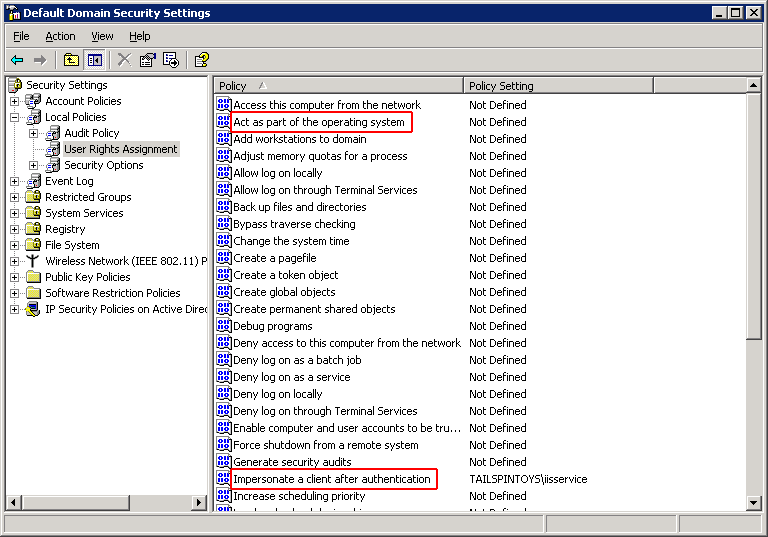 Default Domain Security Settings
File Action View Help
Security Settings
Account Policies
Local Policies
Audit Policy
User Rights Assignment
Security Options
Event Log
Restricted Groups
System Services
Registry
File System
Wireless Network (IEEE 802.11) P
Public Key Policies
Software Restriction Policies
IP Security Policies on Active Direc
Policy Policy Setting
Access this computer from the network Not Defined
Act as part of the operating system Not Defined
Add workstations to domain Not Defined
Adjust memory quotas for a process Not Defined
Allow log on locally Not Defined
Allow log on through Terminal Services Not Defined
Back up files and directories Not Defined
Bypass traverse checking Not Defined
Change the system time Not Defined
Create a pagefile Not Defined
Create a token object Not Defined
Create global objects Not Defined
Create permanent shared objects Not Defined
Debug programs Not Defined
Deny access to this computer from the network Not Defined
Deny log on as a batch job Not Defined
Deny log on as a service Not Defined
Deny log on locally Not Defined
Deny log on through Terminal Services Not Defined
Enable computer and user accounts to be tru... Not Defined
Force shutdown from a remote system Not Defined
Generate security audits Not Defined
Impersonate a client after authentication TAILSPINTOYS\iisservice
Increase scheduling priority Not Defined